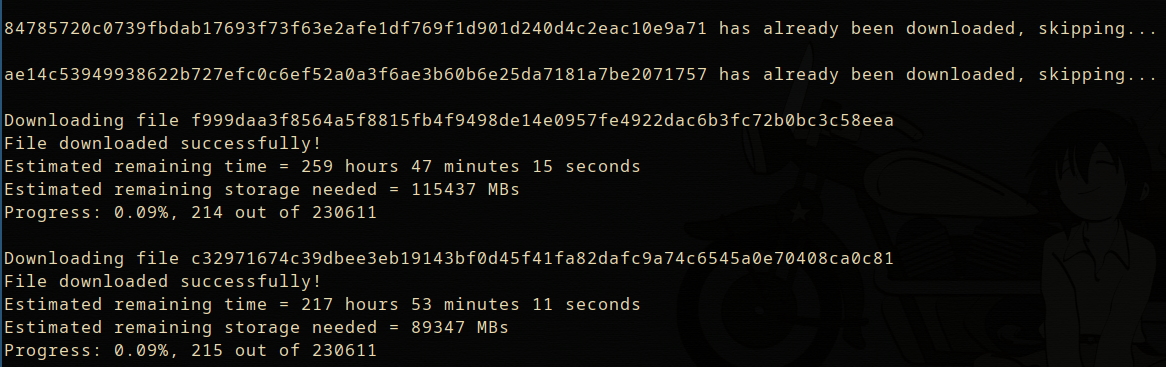 84785720c0739fbdab17693f73f63e2afe1df769f1d901d240d4c2eac10e9a71 has already been downloaded, skipping...
ae14c53949938622b727efc0c6ef52a0a3f6ae3b60b6e25da7181a7be2071757 has already been downloaded, skipping...
Downloading file f999daa3f8564a5f8815fb4f9498de14e0957fe4922dac6b3fc72b0bc3c58eea
File downloaded successfully!
Estimated remaining time = 259 hours 47 minutes 15 seconds
Estimated remaining storage needed = 115437 MBs
Progress: 0.09%, 214 out of 230611
Downloading file c32971674c39dbee3eb19143bf0d45f41fa82dafc9a74c6545a0e70408ca0c81
File downloaded successfully!
Estimated remaining time = 217 hours 53 minutes 11 seconds
Estimated remaining storage needed = 89347 MBs
Progress: 0.09%, 215 out of 230611